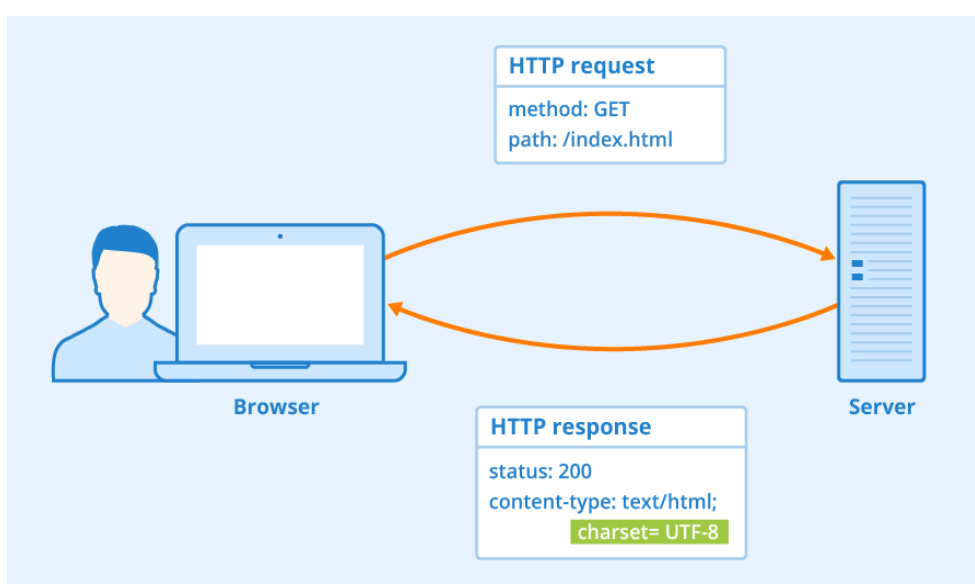 HTTP request
method: GET
path: /index.html
Browser
Server
HTTP response
status: 200
content-type: text/html;
charset= UTF-8